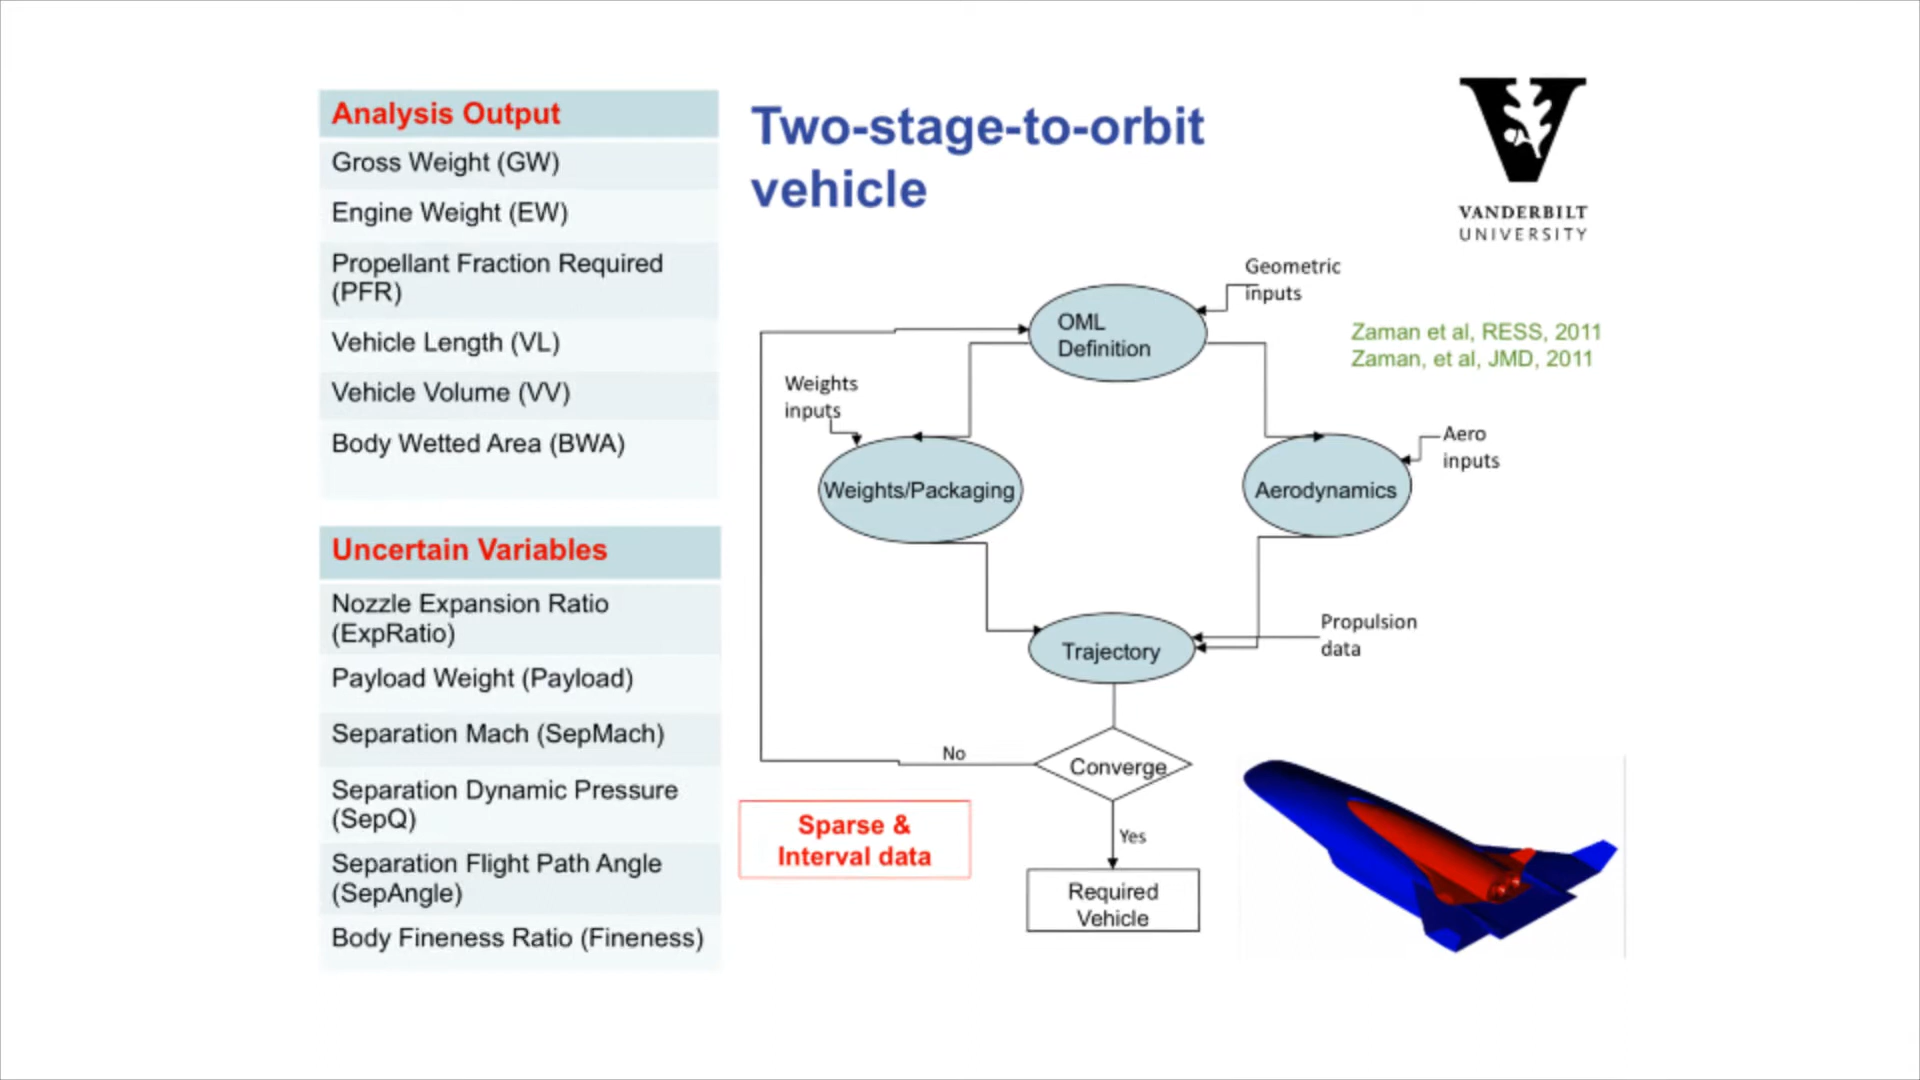 Analysis Output
Gross Weight (GW)
Engine Weight (EW)
Propellant Fraction Required
(PFR)
Vehicle Length (VL)
Vehicle Volume (VV)
Body Wetted Area (BWA)
Uncertain Variables
Nozzle Expansion Ratio
(ExpRatio)
Payload Weight (Payload)
Separation Mach (SepMach)
Separation Dynamic Pressure
(SepQ)
Separation Flight Path Angle
(SepAngle)
Body Fineness Ratio (Fineness)
Two-stage-to-orbit
vehicle
VANDERBILT
UNIVERSITY
Geometric
inputs
OML
Definition
Zaman et al, RESS, 2011
Zaman, et al, JMD, 2011
Weights
inputs
Aero
inputs
Weights/Packaging
Aerodynamics
Propulsion
data
Trajectory
No
Converge
Sparse &
Interval data
Yes
Required
Vehicle